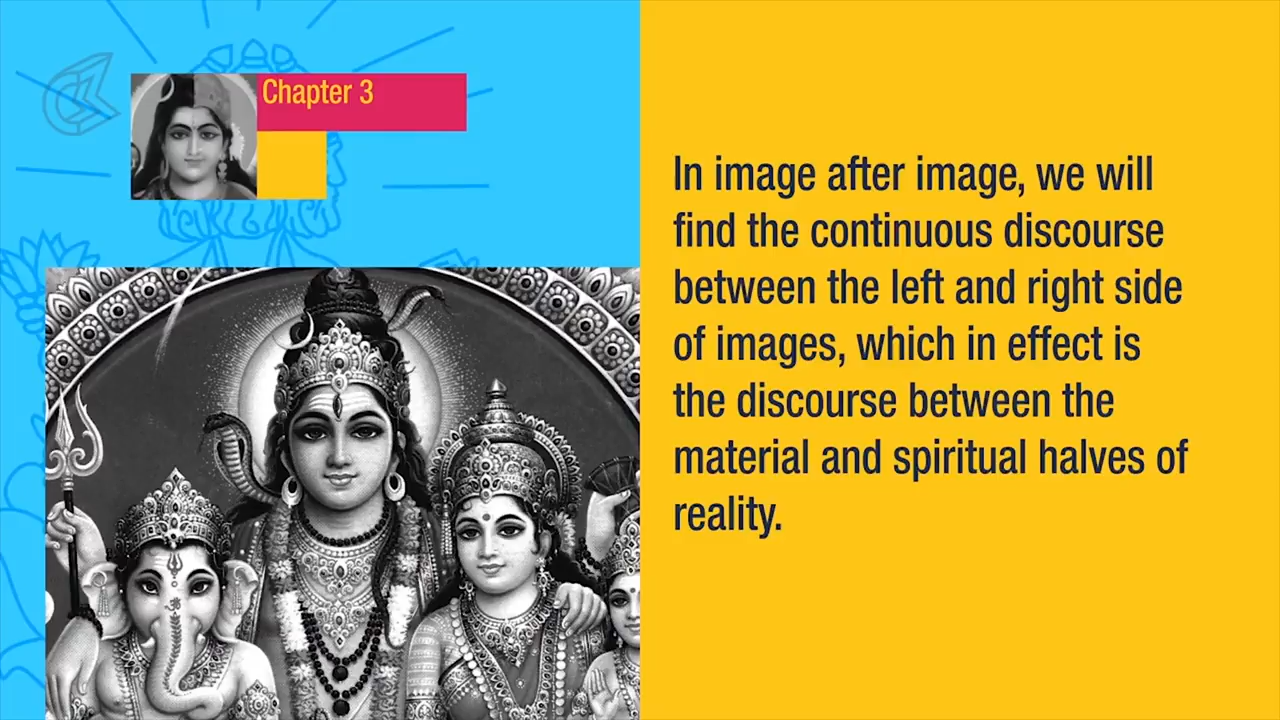 Chapter 3
In image after image, we will
find the continuous discourse
between the left and right side
of images, which in effect is
the discourse between the
material and spiritual halves of
reality.